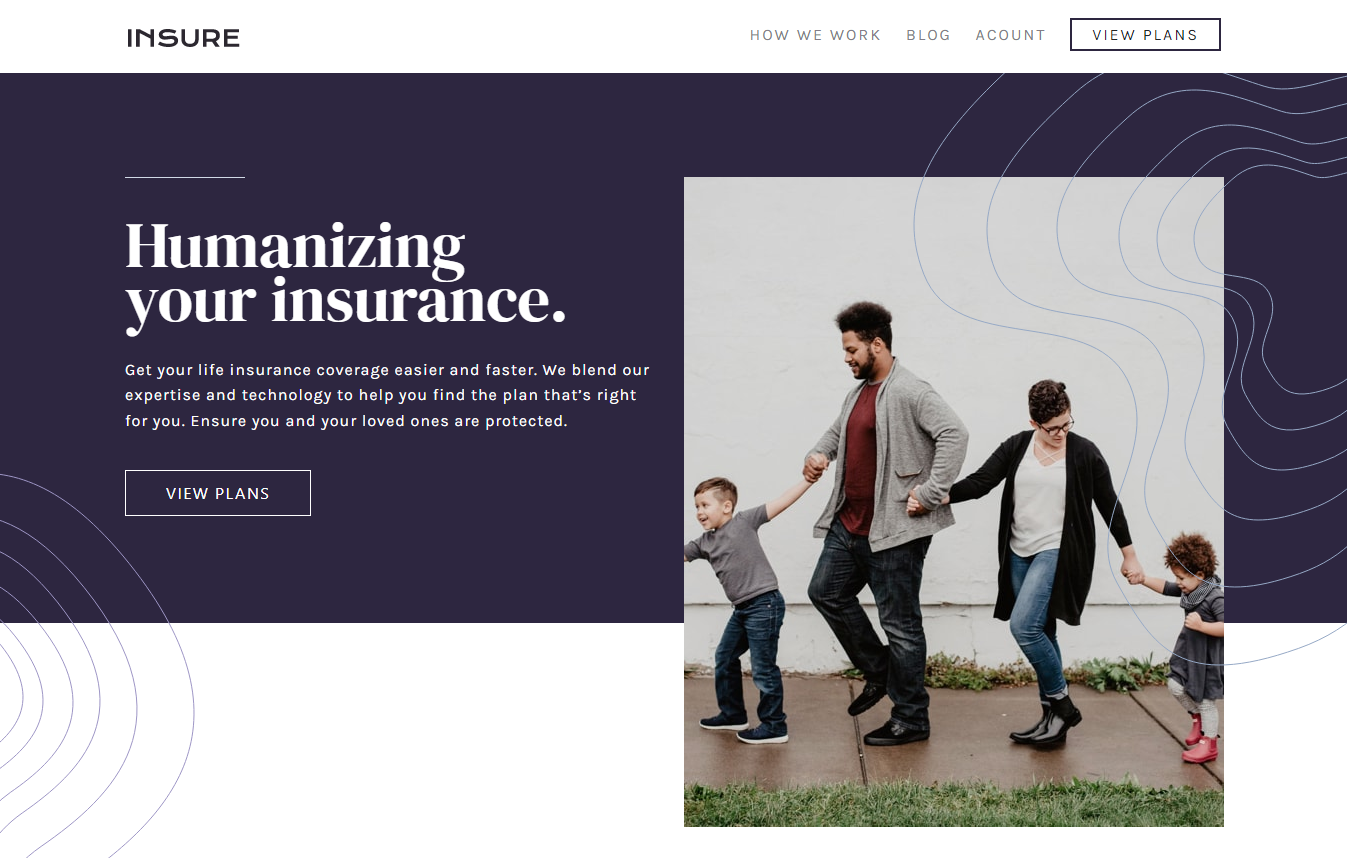 INSURE
HOW WE WORK
BLOG
ACOUNT
VIEW PLANS
Humanizing
your insurance.
Get your life insurance coverage easier and faster. We blend our
expertise and technology to help you find the plan that's right
for you. Ensure you and your loved ones are protected.
VIEW PLANS